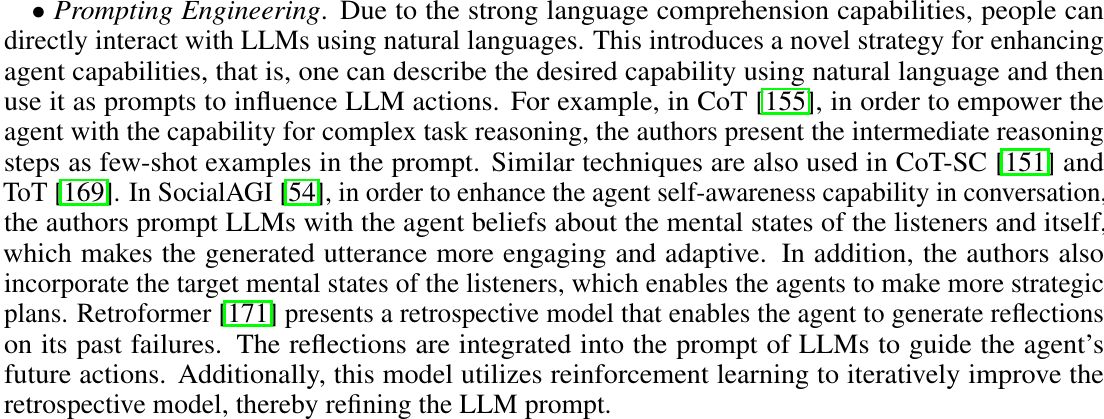 • Prompting Engineering. Due to the strong language comprehension capabilities, people can
directly interact with LLMs using natural languages. This introduces a novel strategy for enhancing
agent capabilities, that is, one can describe the desired capability using natural language and then
use it as prompts to influence LLM actions. For example, in CoT [155], in order to empower the
agent with the capability for complex task reasoning, the authors present the intermediate reasoning
steps as few-shot examples in the prompt. Similar techniques are also used in CoT-SC [151] and
ToT [169]. In SocialAGI [54], in order to enhance the agent self-awareness capability in conversation,
the authors prompt LLMs with the agent beliefs about the mental states of the listeners and itself,
which makes the generated utterance more engaging and adaptive. In addition, the authors also
incorporate the target mental states of the listeners, which enables the agents to make more strategic
plans. Retroformer [171] presents a retrospective model that enables the agent to generate reflections
on its past failures. The reflections are integrated into the prompt of LLMs to guide the agent's
future actions. Additionally, this model utilizes reinforcement learning to iteratively improve the
retrospective model, thereby refining the LLM prompt.